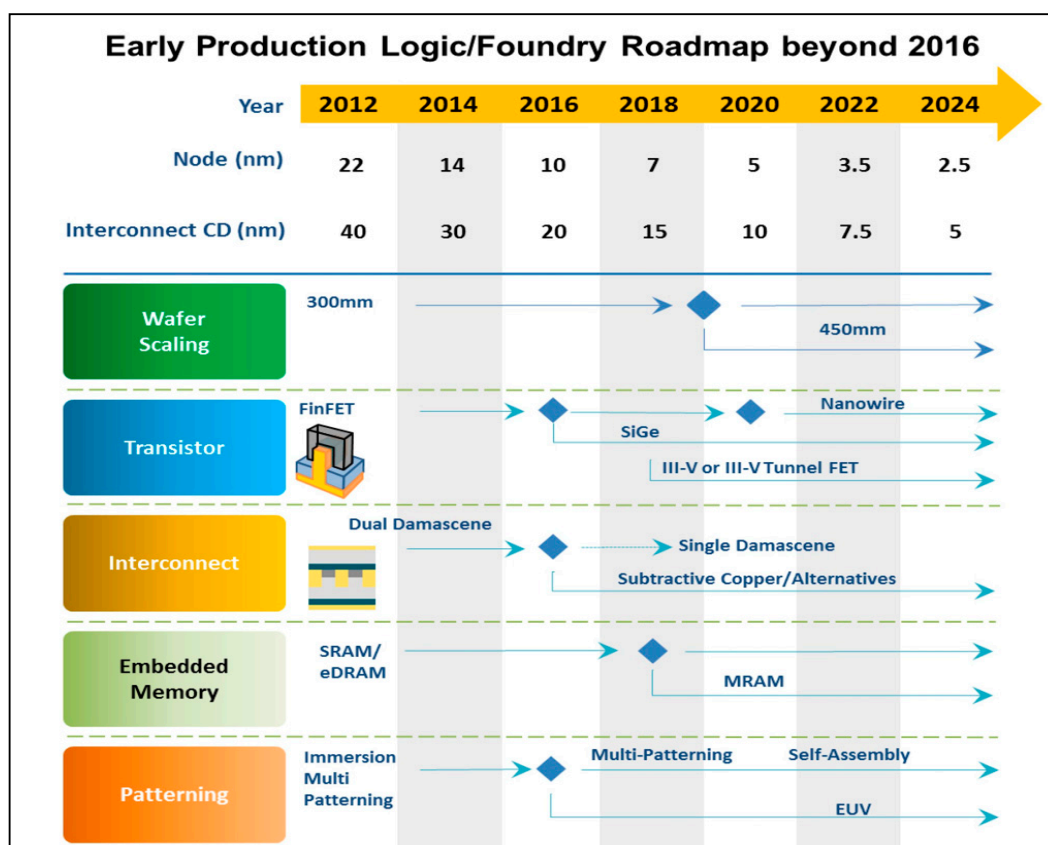 Early Production Logic/Foundry Roadmap beyond 2016
Year 2012 2014 2016 2018 2020 2022 2024
Node (nm) 22 14 10 7 5 3.5 2.5
Interconnect CD (nm) 40 30 20 15 10 7.5 5
Wafer
Scaling
300mm
450mm
Transistor
FinFET
Nanowire
SiGe
III-V or III-V Tunnel FET
Interconnect
Dual Damascene
Single Damascene
Subtractive Copper/Alternatives
Embedded
Memory
SRAM/
eDRAM
MRAM
Patterning
Immersion
Multi
Patterning
Multi-Patterning
Self-Assembly
EUV